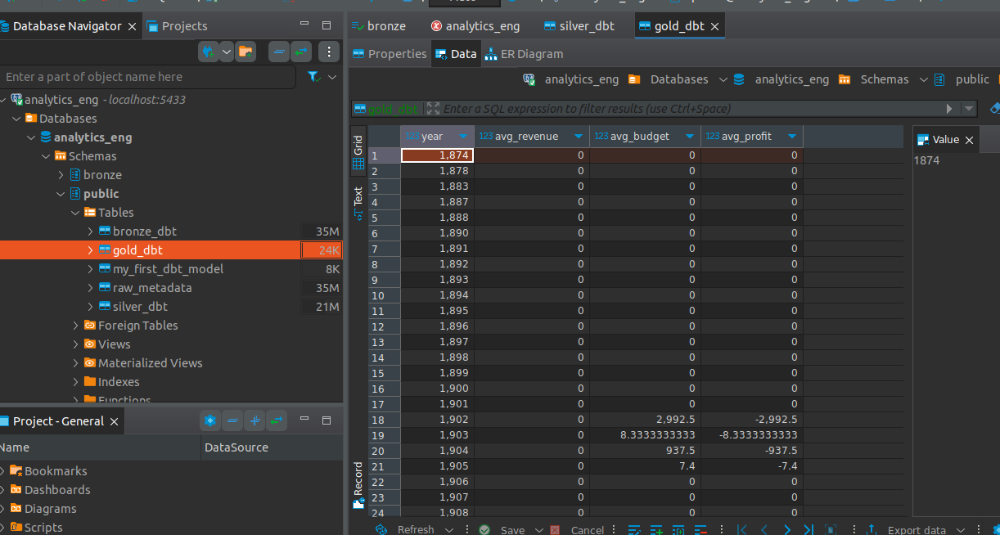 Database Navigator
Projects
Enter a part of object name here
analytics_eng - localhost:5433
Databases
analytics_eng
Schemas
bronze
public
Tables
bronze_dbt 35M
gold_dbt 24K
my_first_dbt_model 8K
raw_metadata 35M
silver_dbt 21M
Foreign Tables
Views
Materialized Views
Indexes
Functions
Project - General
Name DataSource
Bookmarks
Dashboards
Diagrams
Scripts
bronze analytics_eng silver_dbt gold_dbt
Properties Data ER Diagram
analytics_eng Databases analytics_eng Schemas public
gold_dbt Enter a SQL expression to filter results (use Ctrl+Space)
Grid
Text
Record
123 year 123 avg_revenue 123 avg_budget 123 avg_profit
1 1,874 0 0 0
2 1,878 0 0 0
3 1,883 0 0 0
4 1,887 0 0 0
5 1,888 0 0 0
6 1,890 0 0 0
7 1,891 0 0 0
8 1,892 0 0 0
9 1,893 0 0 0
10 1,894 0 0 0
11 1,895 0 0 0
12 1,896 0 0 0
13 1,897 0 0 0
14 1,898 0 0 0
15 1,899 0 0 0
16 1,900 0 0 0
17 1,901 0 0 0
18 1,902 0 2,992.5 -2,992.5
19 1,903 0 8.3333333333 -8.3333333333
20 1,904 0 937.5 -937.5
21 1,905 0 7.4 -7.4
22 1,906 0 0 0
23 1,907 0 0 0
24 1,908 0 0 0
Value
1874
Refresh Save Cancel Export data